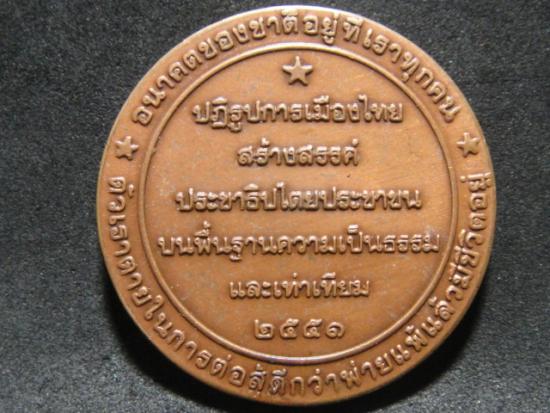 อนาคตของชาติอยู่ที่เราทุกคน
ปฏิรูปการเมืองไทย
สร้างสรรค์
ประชาธิปไตยประชาชน
บนพื้นฐานความเป็นธรรม
และเท่าเทียม
๒๕๕๑
ตัวเราตายในการต่อสู้ดีกว่าพ่ายแพ้แล้วมีชีวิตอยู่